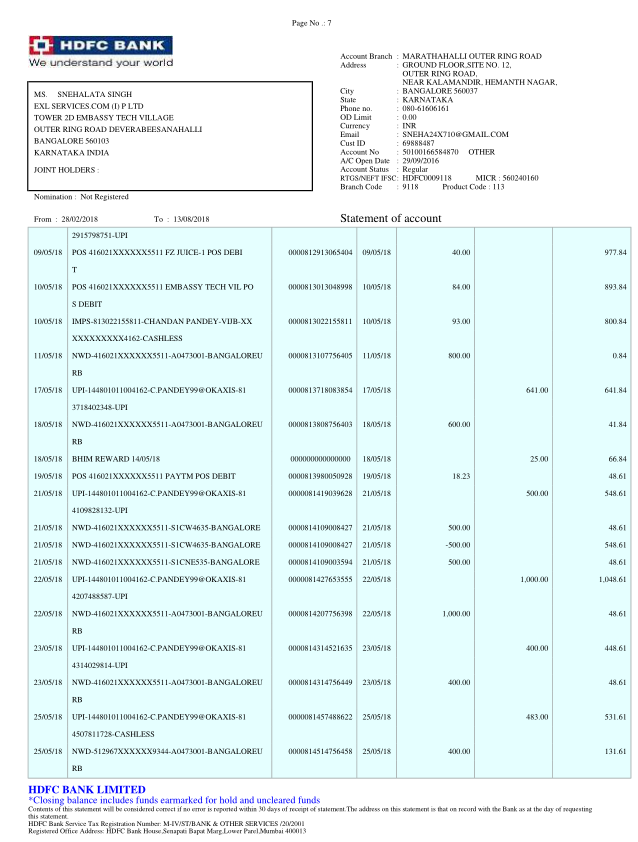 Page No .: 7
HDFC BANK
We understand your world
Account Branch : MARATHAHALLI OUTER RING ROAD
Address : GROUND FLOOR,SITE NO. 12,
OUTER RING ROAD,
NEAR KALAMANDIR, HEMANTH NAGAR,
City : BANGALORE 560037
State : KARNATAKA
Phone no. : 080-61606161
OD Limit : 0.00
Currency : INR
Email : SNEHA24X710@GMAIL.COM
Cust ID : 69888487
Account No : 50100166584870 OTHER
A/C Open Date : 29/09/2016
Account Status : Regular
RTGS/NEFT IFSC: HDFC0009118 MICR : 560240160
Branch Code : 9118 Product Code : 113
MS. SNEHALATA SINGH
EXL SERVICES.COM (I) P LTD
TOWER 2D EMBASSY TECH VILLAGE
OUTER RING ROAD DEVERABEESANAHALLI
BANGALORE 560103
KARNATAKA INDIA
JOINT HOLDERS :
Nomination : Not Registered
From : 28/02/2018 To : 13/08/2018 Statement of account
2915798751-UPI
09/05/18 POS 416021XXXXXX5511 FZ JUICE-1 POS DEBI 0000812913065404 09/05/18 40.00 977.84
T
10/05/18 POS 416021XXXXXX5511 EMBASSY TECH VIL PO 0000813013048998 10/05/18 84.00 893.84
S DEBIT
10/05/18 IMPS-813022155811-CHANDAN PANDEY-VIJB-XX 0000813022155811 10/05/18 93.00 800.84
XXXXXXXXX4162-CASHLESS
11/05/18 NWD-416021XXXXXX5511-A0473001-BANGALOREU 0000813107756405 11/05/18 800.00 0.84
RB
17/05/18 UPI-144801011004162-C.PANDEY99@OKAXIS-81 0000813718083854 17/05/18 641.00 641.84
3718402348-UPI
18/05/18 NWD-416021XXXXXX5511-A0473001-BANGALOREU 0000813808756403 18/05/18 600.00 41.84
RB
18/05/18 BHIM REWARD 14/05/18 000000000000000 18/05/18 25.00 66.84
19/05/18 POS 416021XXXXXX5511 PAYTM POS DEBIT 0000813980050928 19/05/18 18.23 48.61
21/05/18 UPI-144801011004162-C.PANDEY99@OKAXIS-81 0000081419039628 21/05/18 500.00 548.61
4109828132-UPI
21/05/18 NWD-416021XXXXXX5511-S1CW4635-BANGALORE 0000814109008427 21/05/18 500.00 48.61
21/05/18 NWD-416021XXXXXX5511-S1CW4635-BANGALORE 0000814109008427 21/05/18 -500.00 548.61
21/05/18 NWD-416021XXXXXX5511-S1CNE535-BANGALORE 0000814109003594 21/05/18 500.00 48.61
22/05/18 UPI-144801011004162-C.PANDEY99@OKAXIS-81 0000081427653555 22/05/18 1,000.00 1,048.61
4207488587-UPI
22/05/18 NWD-416021XXXXXX5511-A0473001-BANGALOREU 0000814207756398 22/05/18 1,000.00 48.61
RB
23/05/18 UPI-144801011004162-C.PANDEY99@OKAXIS-81 0000814314521635 23/05/18 400.00 448.61
4314029814-UPI
23/05/18 NWD-416021XXXXXX5511-A0473001-BANGALOREU 0000814314756449 23/05/18 400.00 48.61
RB
25/05/18 UPI-144801011004162-C.PANDEY99@OKAXIS-81 0000081457488622 25/05/18 483.00 531.61
4507811728-CASHLESS
25/05/18 NWD-512967XXXXXX9344-A0473001-BANGALOREU 0000814514756458 25/05/18 400.00 131.61
RB
HDFC BANK LIMITED
*Closing balance includes funds earmarked for hold and uncleared funds
Contents of this statement will be considered correct if no error is reported within 30 days of receipt of statement.The address on this statement is that on record with the Bank as at the day of requesting
this statement.
HDFC Bank Service Tax Registration Number: M-IV/ST/BANK & OTHER SERVICES /20/2001
Registered Office Address: HDFC Bank House,Senapati Bapat Marg,Lower Parel,Mumbai 400013